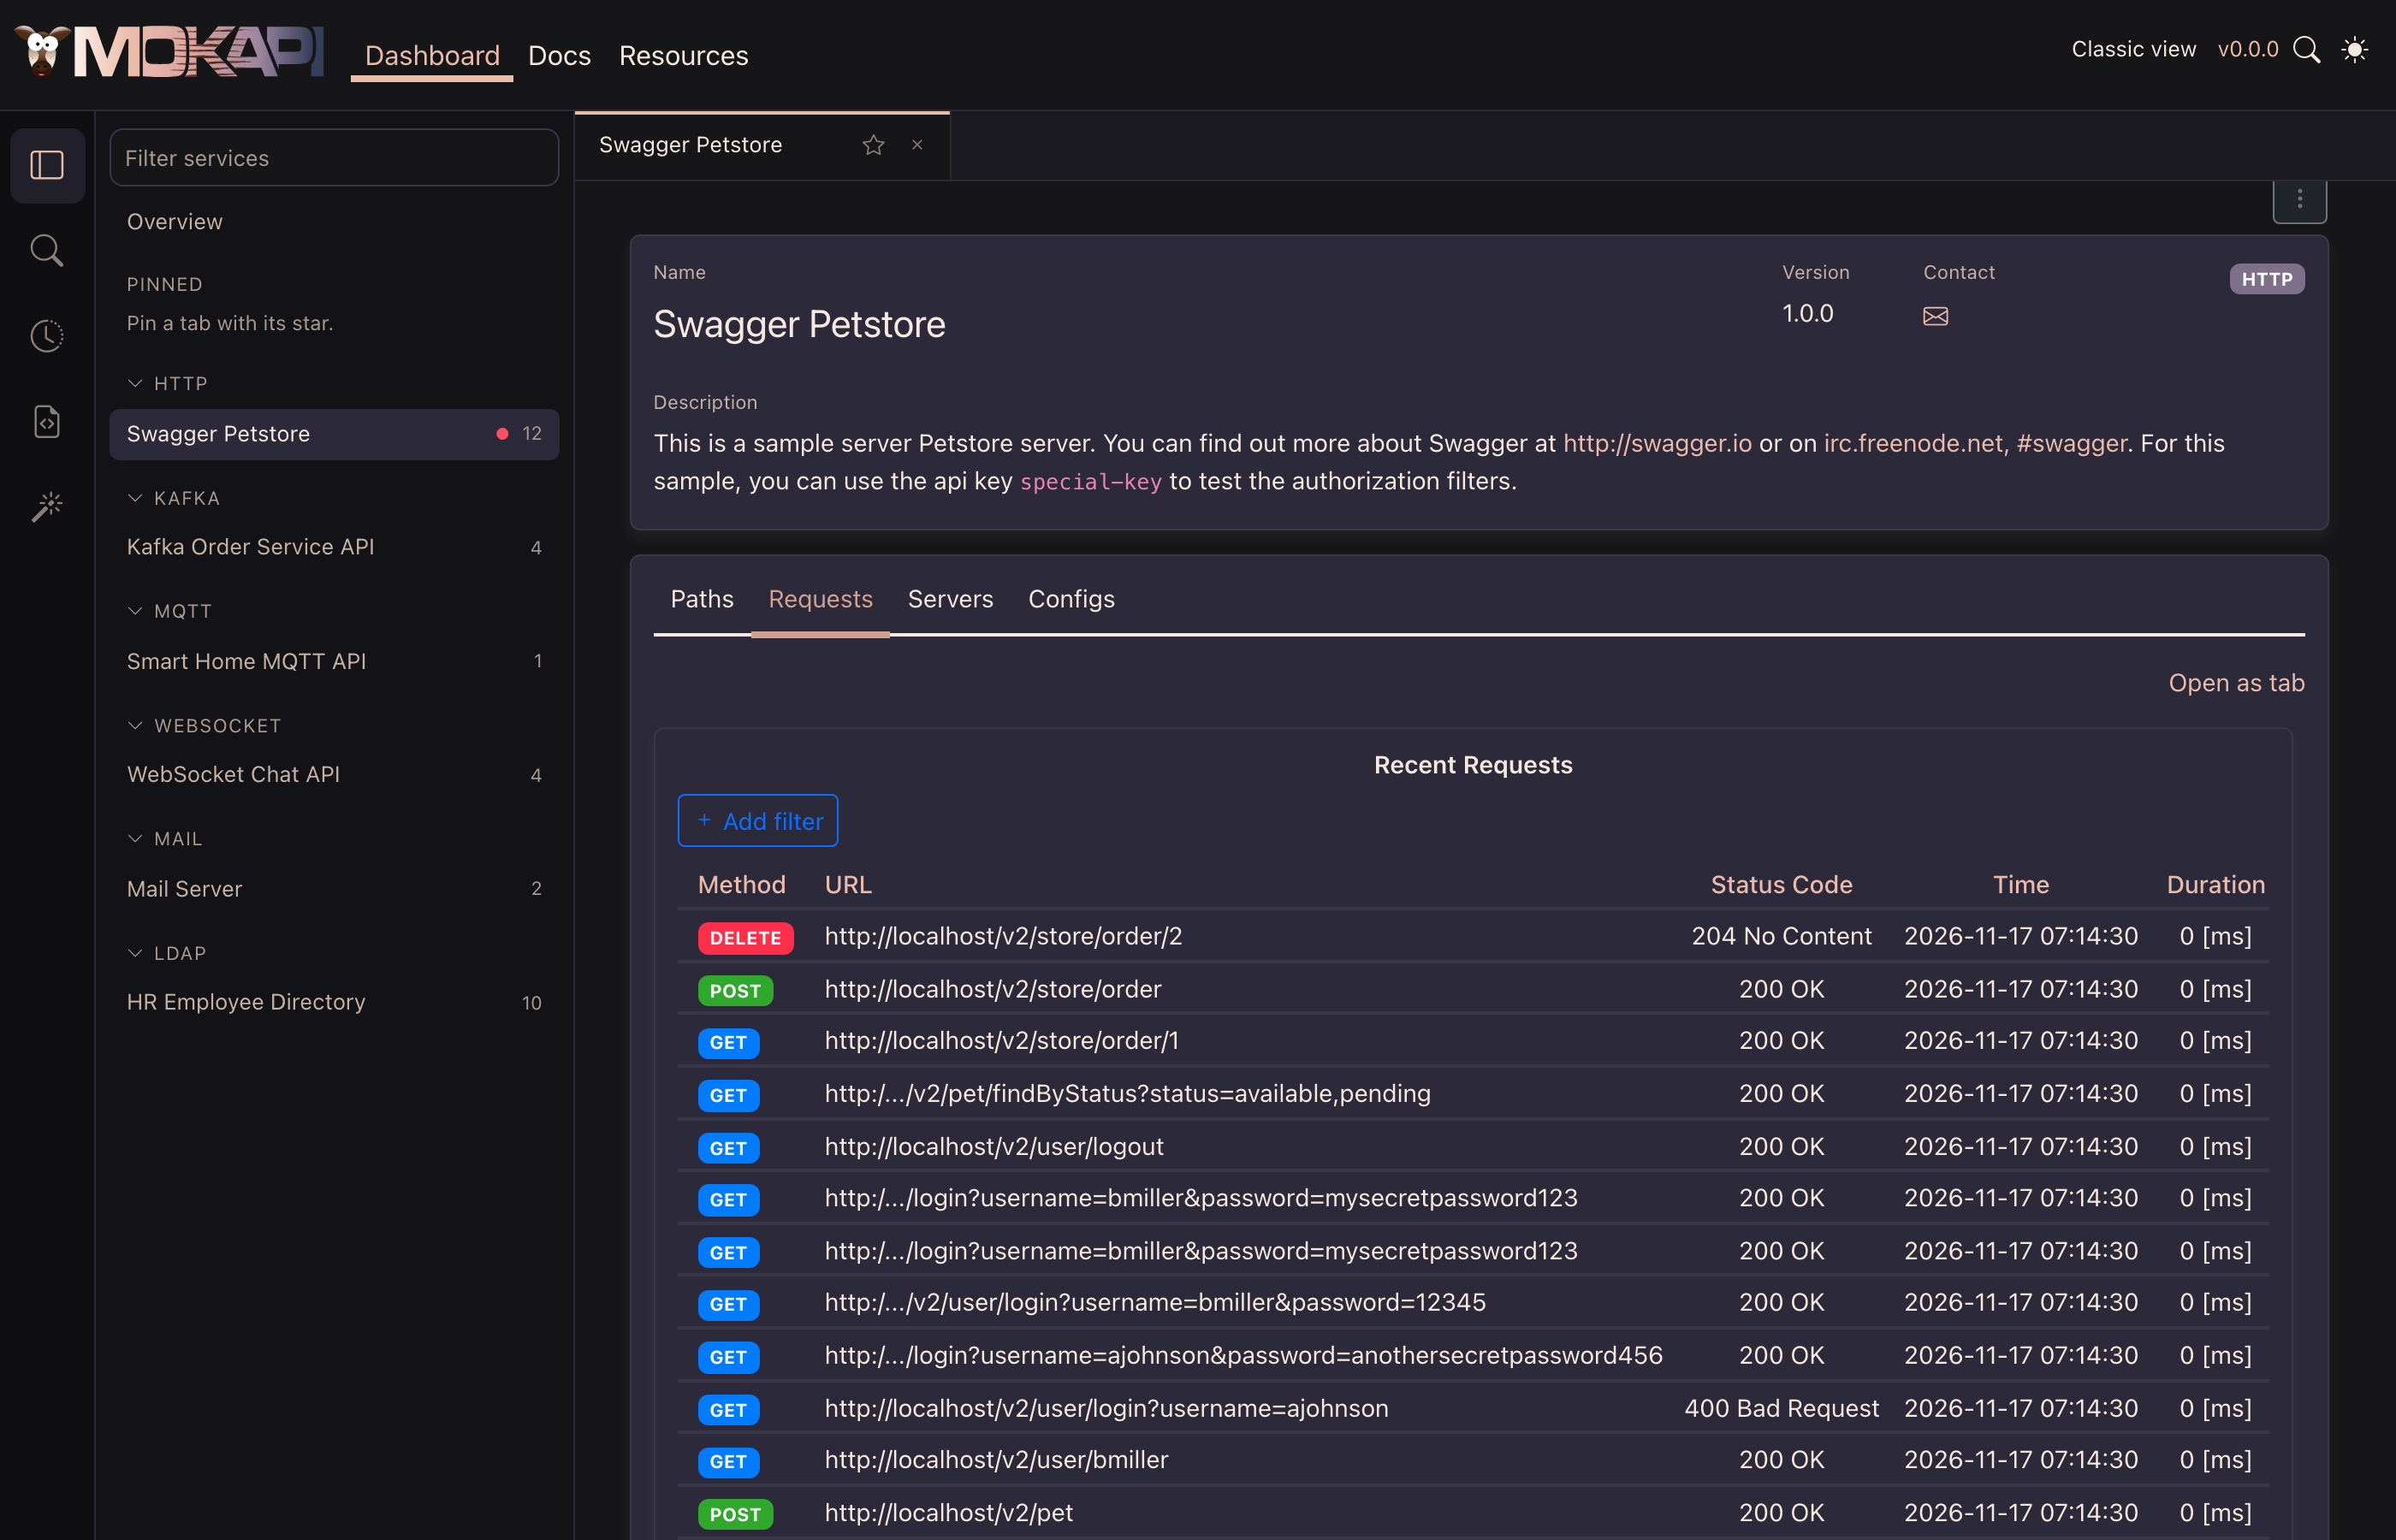 MOKAPI
Dashboard Docs Resources
Classic view v0.0.0
Filter services
Overview
PINNED
Pin a tab with its star.
HTTP
Swagger Petstore 12
KAFKA
Kafka Order Service API 4
MQTT
Smart Home MQTT API 1
WEBSOCKET
WebSocket Chat API 4
MAIL
Mail Server 2
LDAP
HR Employee Directory 10
Swagger Petstore
Name Version Contact HTTP
Swagger Petstore 1.0.0
Description
This is a sample server Petstore server. You can find out more about Swagger at http://swagger.io or on irc.freenode.net, #swagger. For this
sample, you can use the api key special-key to test the authorization filters.
Paths Requests Servers Configs
Open as tab
Recent Requests
+ Add filter
Method URL Status Code Time Duration
DELETE http://localhost/v2/store/order/2 204 No Content 2026-11-17 07:14:30 0 [ms]
POST http://localhost/v2/store/order 200 OK 2026-11-17 07:14:30 0 [ms]
GET http://localhost/v2/store/order/1 200 OK 2026-11-17 07:14:30 0 [ms]
GET http:/.../v2/pet/findByStatus?status=available,pending 200 OK 2026-11-17 07:14:30 0 [ms]
GET http://localhost/v2/user/logout 200 OK 2026-11-17 07:14:30 0 [ms]
GET http:/.../login?username=bmiller&password=mysecretpassword123 200 OK 2026-11-17 07:14:30 0 [ms]
GET http:/.../login?username=bmiller&password=mysecretpassword123 200 OK 2026-11-17 07:14:30 0 [ms]
GET http:/.../v2/user/login?username=bmiller&password=12345 200 OK 2026-11-17 07:14:30 0 [ms]
GET http:/.../login?username=ajohnson&password=anothersecretpassword456 200 OK 2026-11-17 07:14:30 0 [ms]
GET http://localhost/v2/user/login?username=ajohnson 400 Bad Request 2026-11-17 07:14:30 0 [ms]
GET http://localhost/v2/user/bmiller 200 OK 2026-11-17 07:14:30 0 [ms]
POST http://localhost/v2/pet 200 OK 2026-11-17 07:14:30 0 [ms]